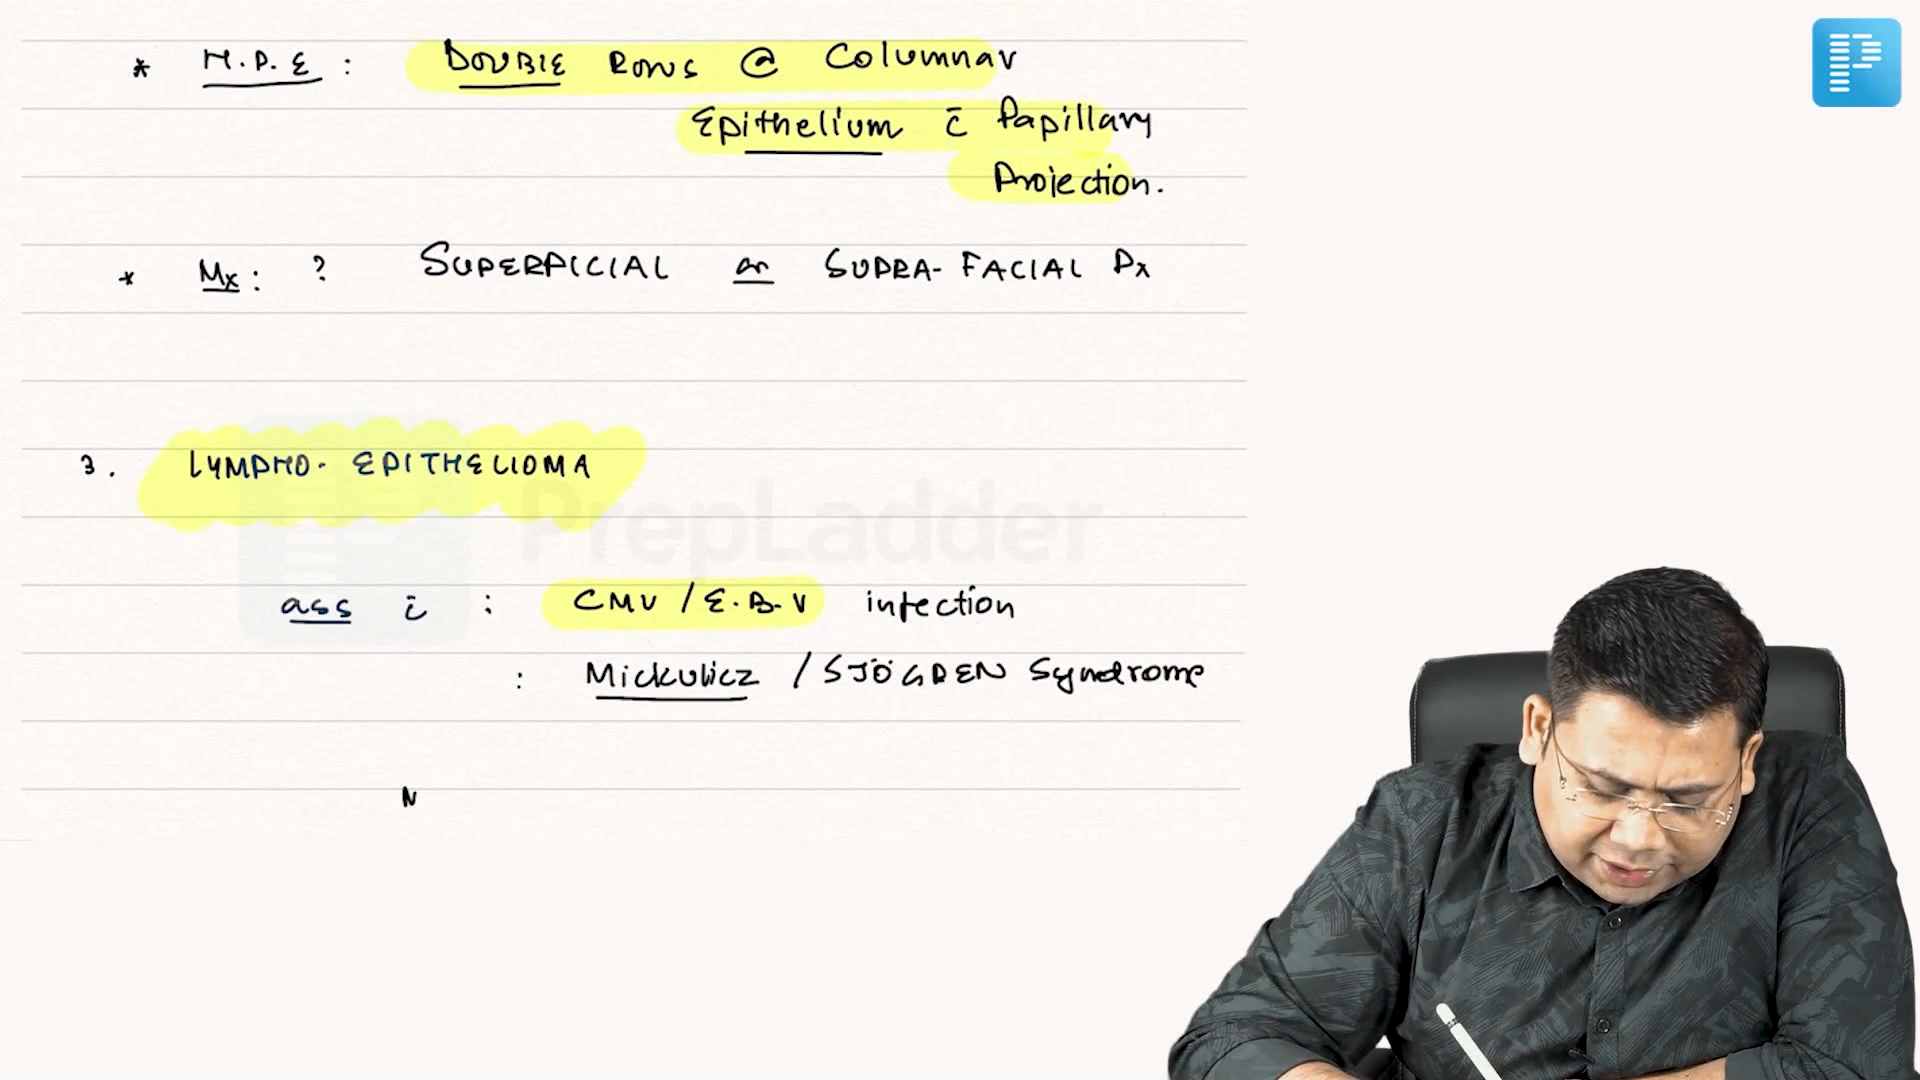 * H.P.E : DOUBLE ROWS @ Columnar
Epithelium c̄ Papillary
Projection.
* Mx : ? SUPERFICIAL or SUPRA-FACIAL Px
3. LYMPHO-EPITHELIOMA
PrepLadder
ass c̄ : CMV / E.B.V infection
: Mickulicz / SJÖGREN Syndrome
N